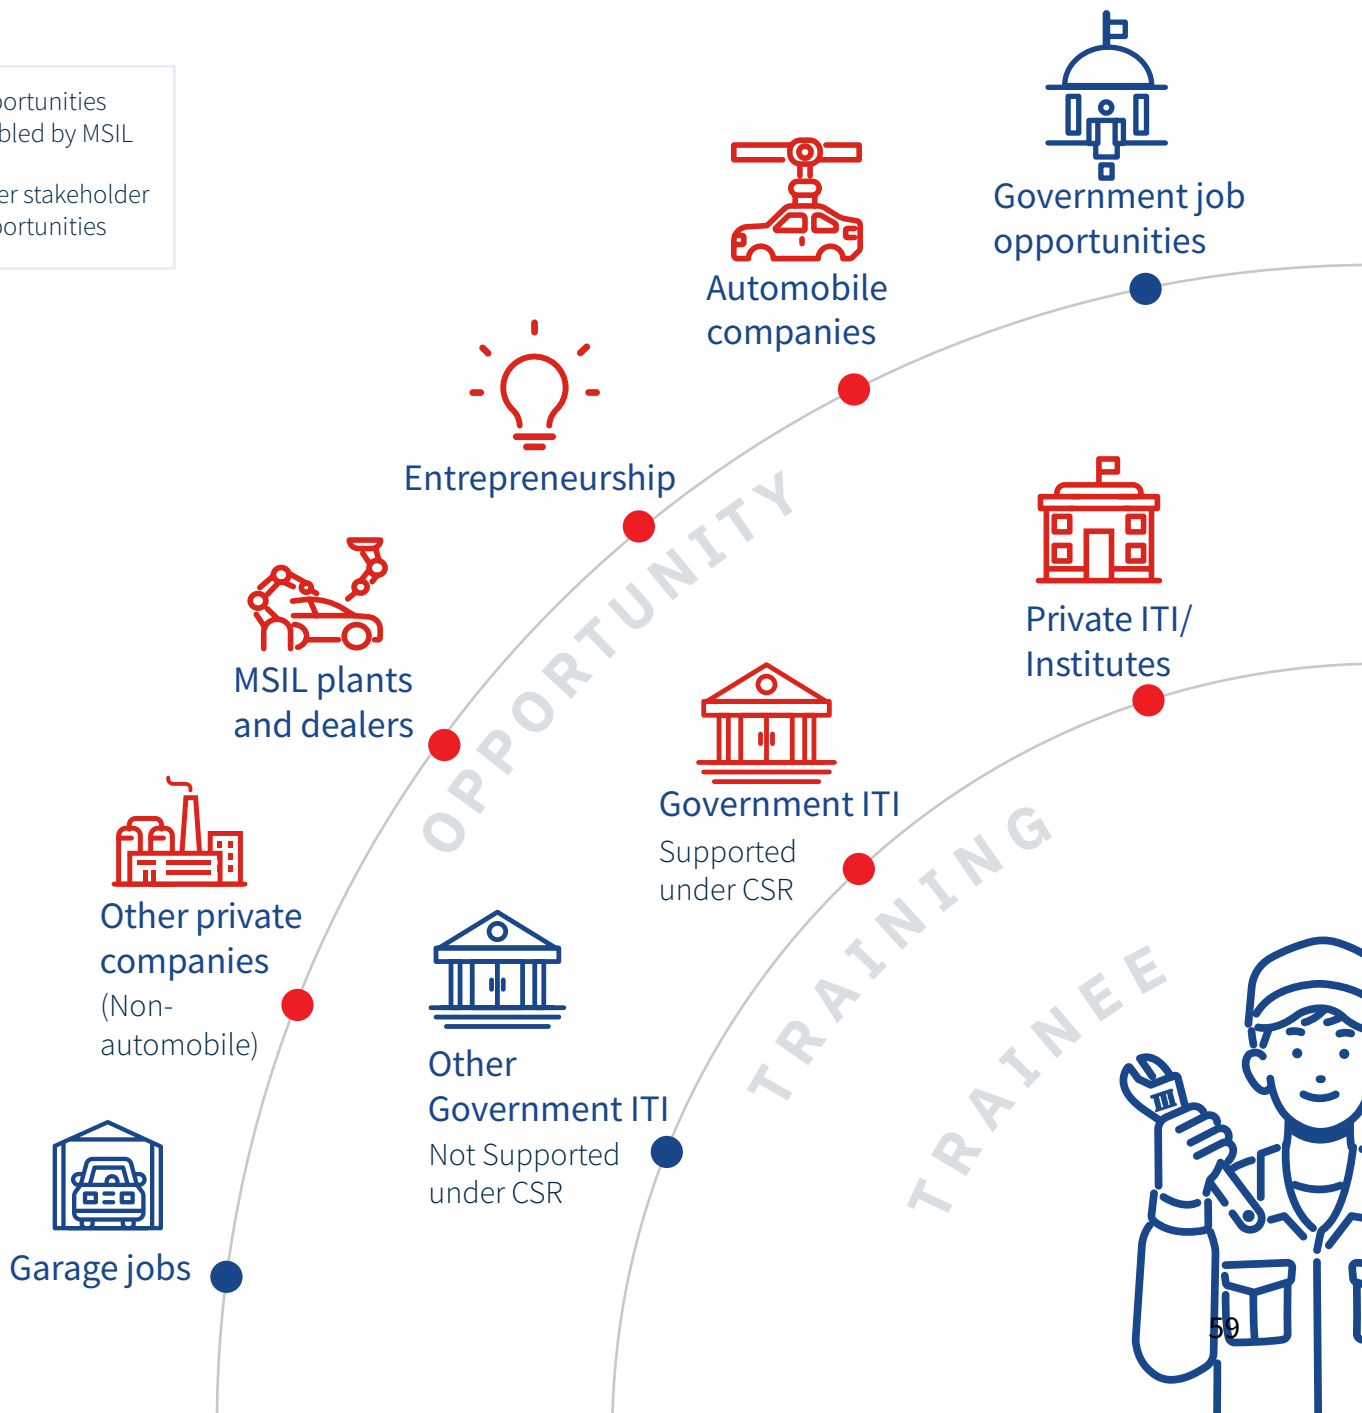 portunities
bled by MSIL
er stakeholder
portunities
Government job
opportunities
Automobile
companies
Entrepreneurship
MSIL plants
and dealers
Other private
companies
(Non-
automobile)
Garage jobs
OPPORTUNITY
Private ITI/
Institutes
Government ITI
Supported
under CSR
Other
Government ITI
Not Supported
under CSR
TRAINING
TRAINEE
59